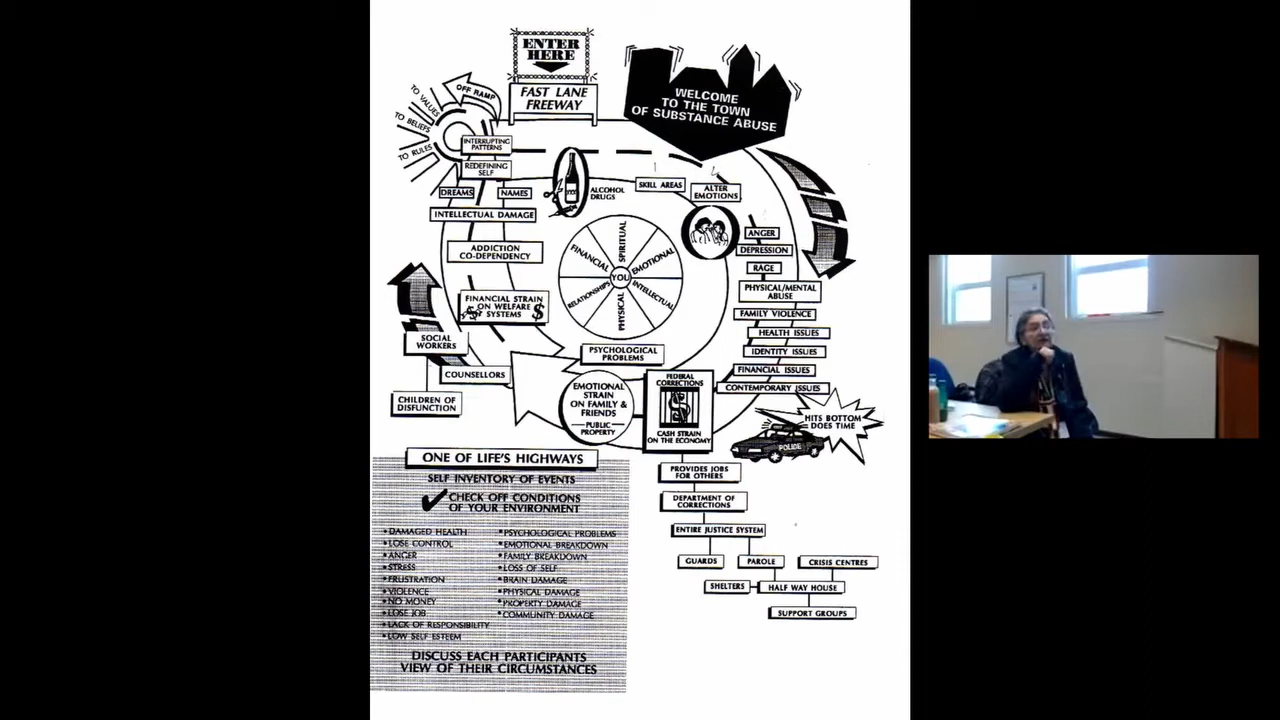 ENTER
HERE
FAST LANE
FREEWAY
WELCOME
TO THE TOWN
OF SUBSTANCE ABUSE
OFF RAMP
TO VALUES
TO BELIEFS
TO RULES
INTERRUPTING
PATTERNS
REDEFINING
SELF
DREAMS
NAMES
INTELLECTUAL DAMAGE
ADDICTION
CO-DEPENDENCY
FINANCIAL STRAIN
ON WELFARE
SYSTEMS
$ $
SOCIAL
WORKERS
COUNSELLORS
CHILDREN OF
DISFUNCTION
ALCOHOL
DRUGS
SKILL AREAS
ALTER
EMOTIONS
SPIRITUAL
EMOTIONAL
INTELLECTUAL
PHYSICAL
RELATIONSHIPS
FINANCIAL
YOU
ANGER
DEPRESSION
RAGE
PHYSICAL/MENTAL
ABUSE
FAMILY VIOLENCE
HEALTH ISSUES
IDENTITY ISSUES
FINANCIAL ISSUES
CONTEMPORARY ISSUES
HITS BOTTOM
DOES TIME
POLICE
PSYCHOLOGICAL
PROBLEMS
EMOTIONAL
STRAIN
ON FAMILY &
FRIENDS
PUBLIC
PROPERTY
FEDERAL
CORRECTIONS
$
CASH STRAIN
ON THE ECONOMY
PROVIDES JOBS
FOR OTHERS
DEPARTMENT OF
CORRECTIONS
ENTIRE JUSTICE SYSTEM
GUARDS
PAROLE
CRISIS CENTRES
SHELTERS
HALF WAY HOUSE
SUPPORT GROUPS
ONE OF LIFE'S HIGHWAYS
SELF INVENTORY OF EVENTS
✓ CHECK OFF CONDITIONS
OF YOUR ENVIRONMENT
• DAMAGED HEALTH
• LOSE CONTROL
• ANGER
• STRESS
• FRUSTRATION
• VIOLENCE
• NO MONEY
• LOSE JOB
• LACK OF RESPONSIBILITY
• LOW SELF ESTEEM
• PSYCHOLOGICAL PROBLEMS
• EMOTIONAL BREAKDOWN
• FAMILY BREAKDOWN
• LOSS OF SELF
• BRAIN DAMAGE
• PHYSICAL DAMAGE
• PROPERTY DAMAGE
• COMMUNITY DAMAGE
DISCUSS EACH PARTICIPANTS
VIEW OF THEIR CIRCUMSTANCES